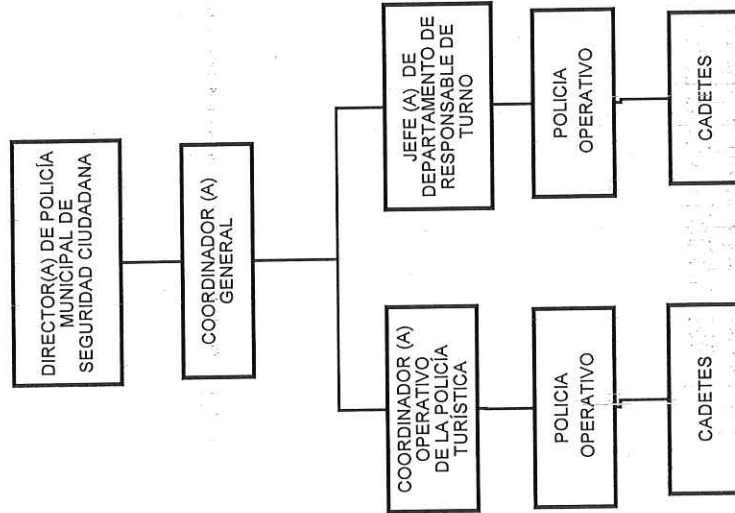 DIRECTOR(A) DE POLICÍA
MUNICIPAL DE
SEGURIDAD CIUDADANA
COORDINADOR (A)
GENERAL
COORDINADOR (A)
OPERATIVO
DE LA POLICÍA
TURÍSTICA
JEFE (A) DE
DEPARTAMENTO DE
RESPONSABLE DE
TURNO
POLICIA
OPERATIVO
POLICIA
OPERATIVO
CADETES
CADETES